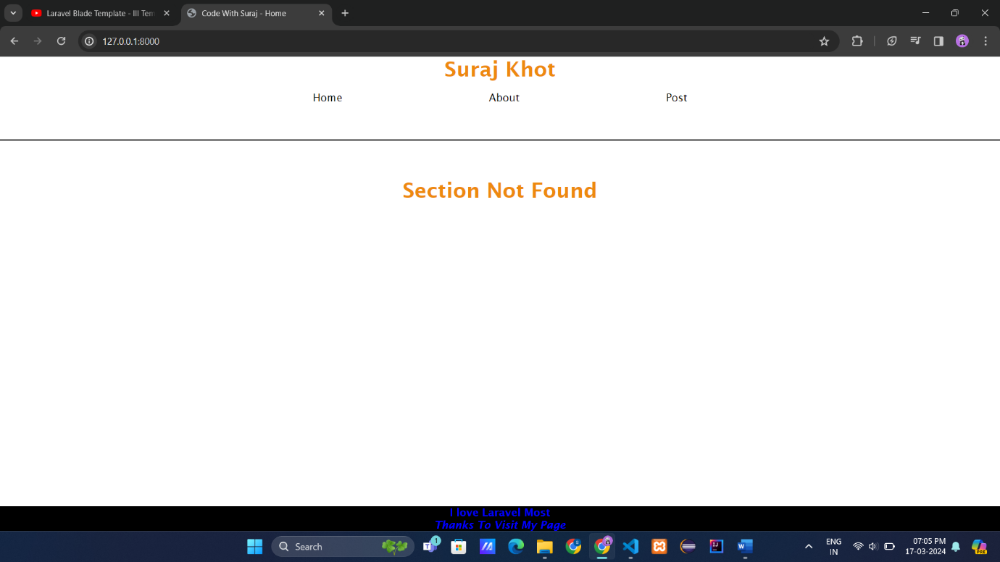 Laravel Blade Template - III Tem
Code With Suraj - Home
127.0.0.1:8000
Suraj Khot
Home About Post
Section Not Found
I love Laravel Most
Thanks To Visit My Page
Search
1
ENG
IN
07:05 PM
17-03-2024
PRE